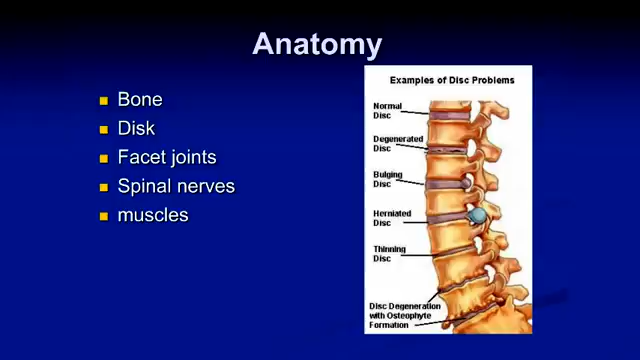 Anatomy
Bone
Disk
Facet joints
Spinal nerves
muscles
Examples of Disc Problems
Normal
Disc
Degenerated
Disc
Bulging
Disc
Herniated
Disc
Thinning
Disc
Disc Degeneration
with Osteophyte
Formation